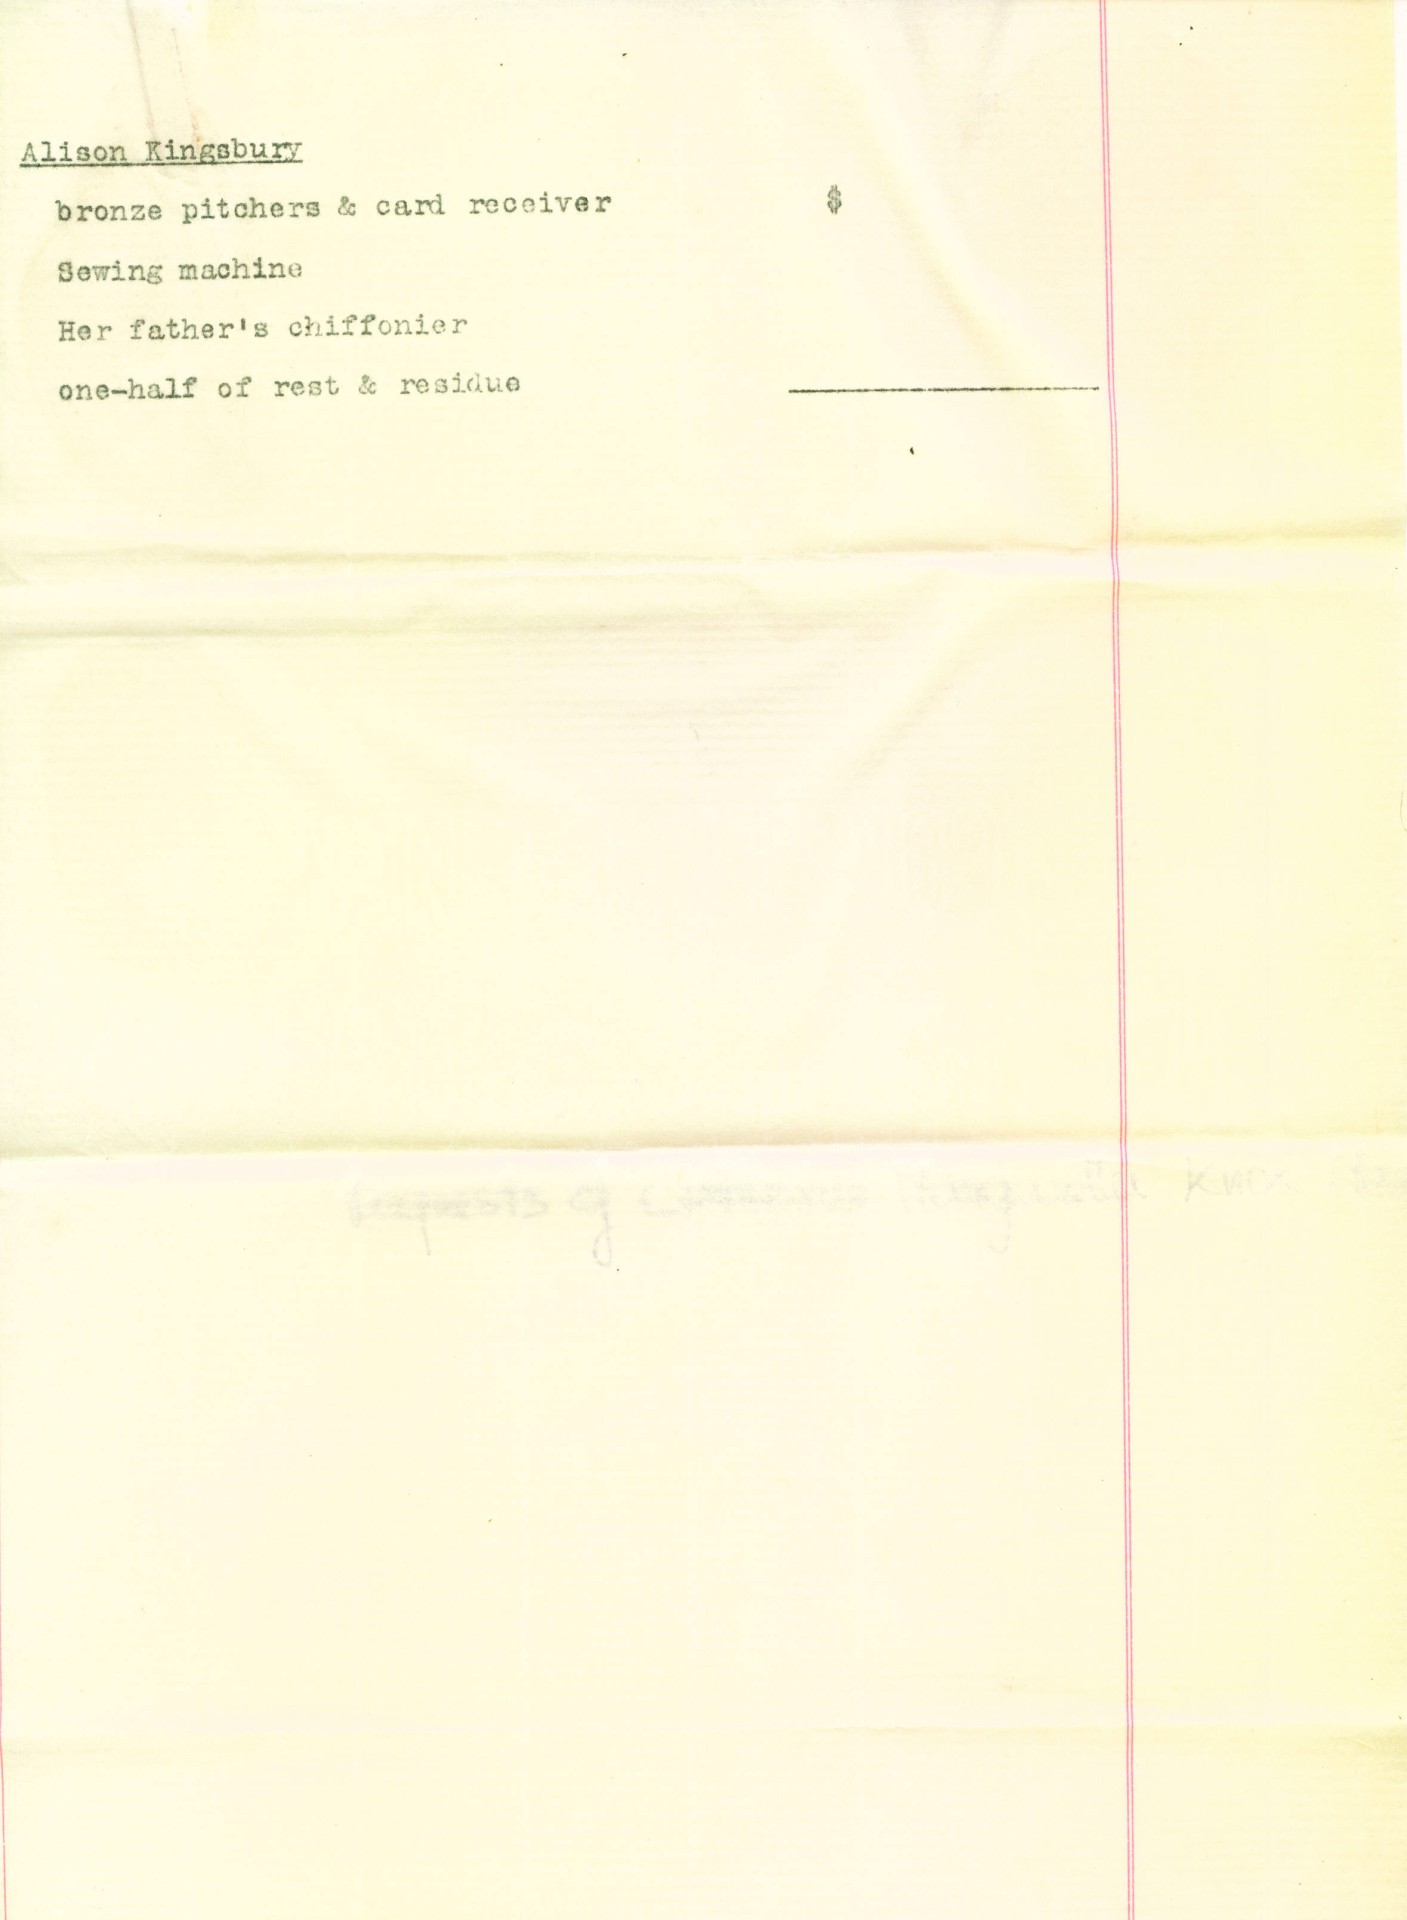 Alison Kingsbury
bronze pitchers & card receiver $
Sewing machine
Her father's chiffonier
one-half of rest & residue